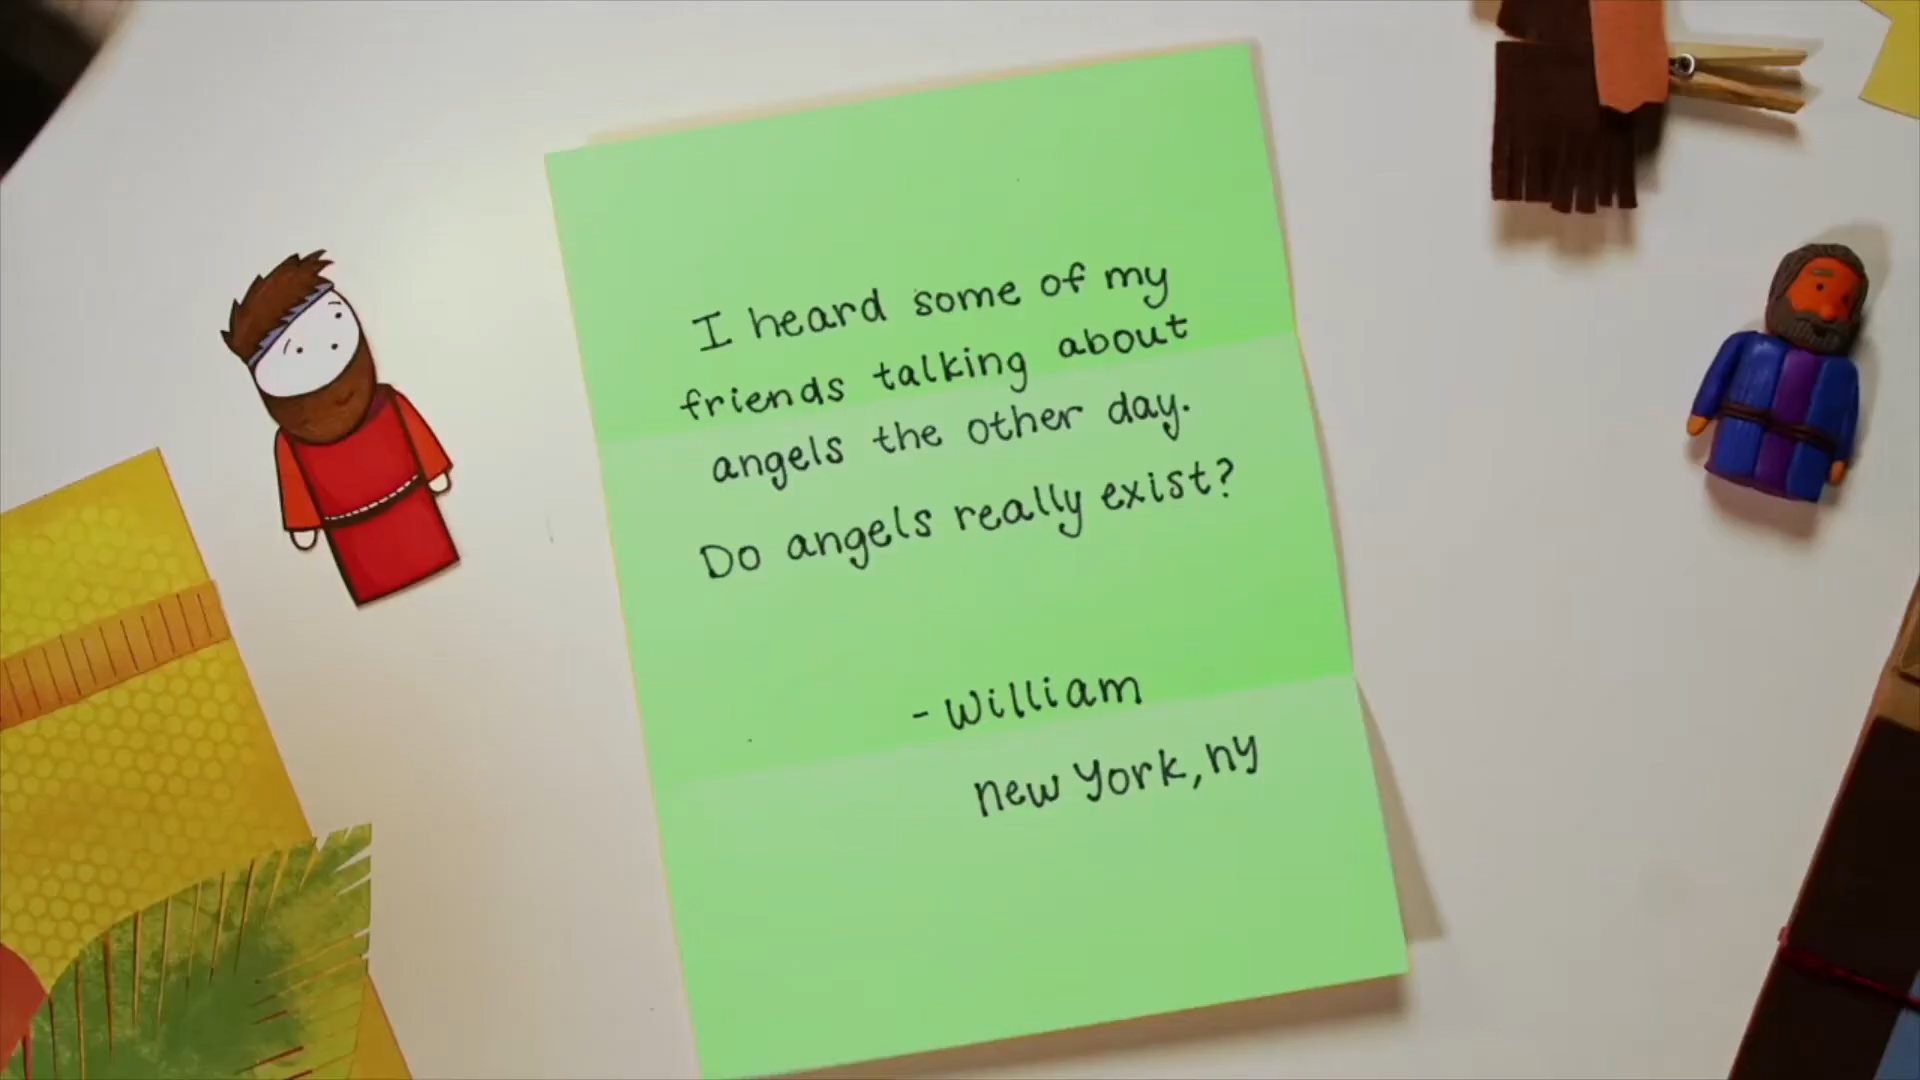 I heard some of my
friends talking about
angels the other day.
Do angels really exist?
- William
new York, ny